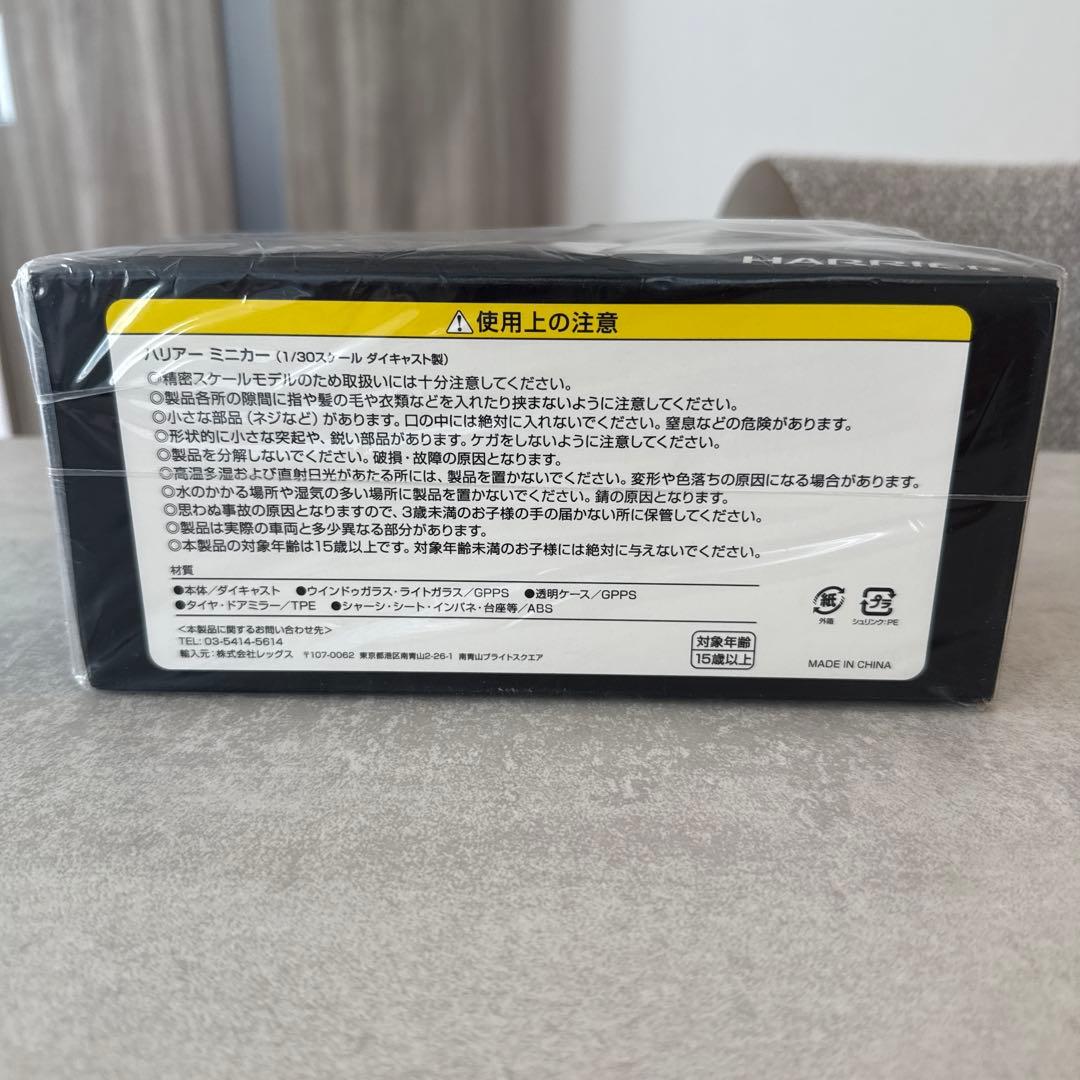 HARRIER
⚠使用上の注意
ハリアー ミニカー（1/30スケール ダイキャスト製）
◎精密スケールモデルのため取扱いには十分注意してください。
◎製品各所の隙間に指や髪の毛や衣類などを入れたり挟まないように注意してください。
◎小さな部品（ネジなど）があります。口の中には絶対に入れないでください。窒息などの危険があります。
◎形状的に小さな突起や、鋭い部品があります。ケガをしないように注意してください。
◎製品を分解しないでください。破損・故障の原因となります。
◎高温多湿および直射日光があたる所には、製品を置かないでください。変形や色落ちの原因になる場合があります。
◎水のかかる場所や湿気の多い場所に製品を置かないでください。錆の原因となります。
◎思わぬ事故の原因となりますので、3歳未満のお子様の手の届かない所に保管してください。
◎製品は実際の車両と多少異なる部分があります。
◎本製品の対象年齢は15歳以上です。対象年齢未満のお子様には絶対に与えないでください。
材質
●本体／ダイキャスト ●ウインドゥガラス・ライトガラス／GPPS ●透明ケース／GPPS
●タイヤ・ドアミラー／TPE ●シャーシ・シート・インパネ・台座等／ABS
紙
外箱
プラ
シュリンク：PE
＜本製品に関するお問い合わせ先＞
TEL: 03-5414-5614
輸入元：株式会社レッグス 〒107-0062 東京都港区南青山2-26-1 南青山ブライトスクエア
対象年齢
15歳以上
MADE IN CHINA